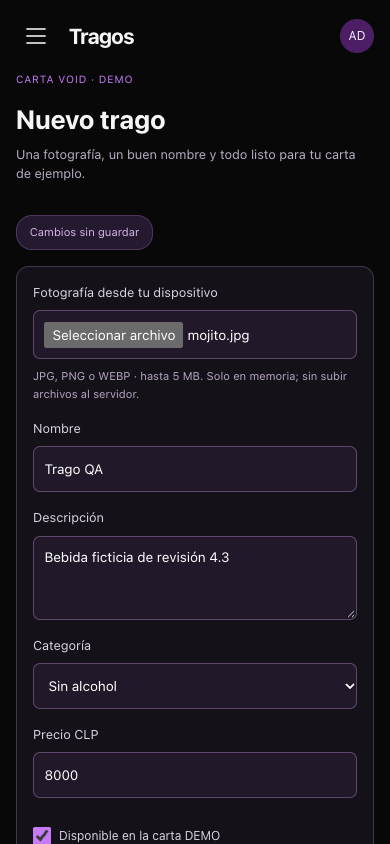 Tragos
AD
CARTA VOID · DEMO
Nuevo trago
Una fotografía, un buen nombre y todo listo para tu carta
de ejemplo.
Cambios sin guardar
Fotografía desde tu dispositivo
Seleccionar archivo mojito.jpg
JPG, PNG o WEBP · hasta 5 MB. Solo en memoria; sin subir
archivos al servidor.
Nombre
Trago QA
Descripción
Bebida ficticia de revisión 4.3
Categoría
Sin alcohol
Precio CLP
8000
Disponible en la carta DEMO